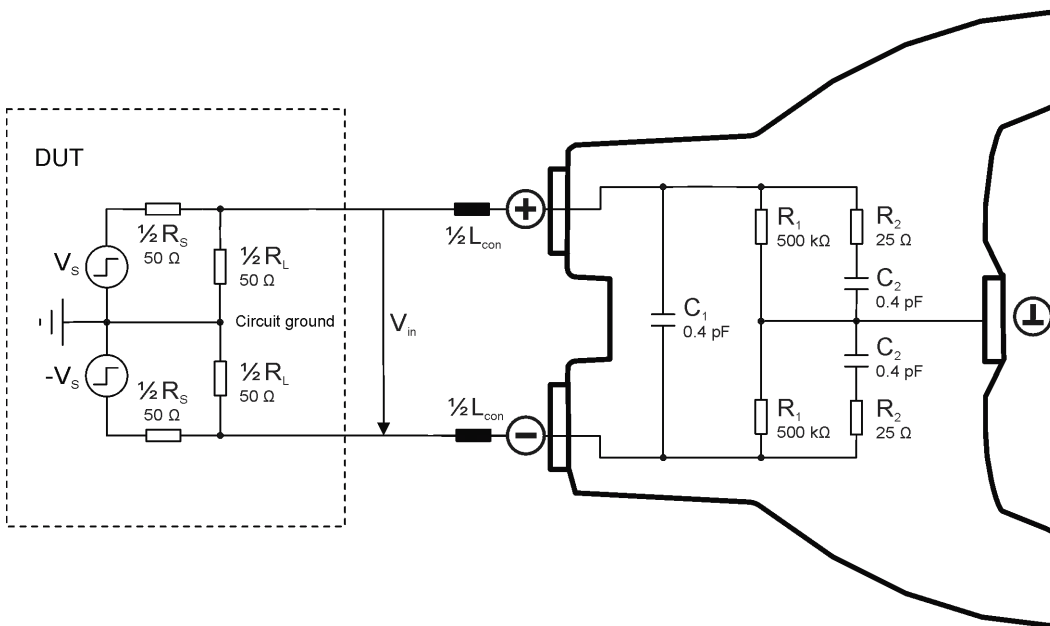 DUT
½ R_S
50 Ω
V_S
½ R_L
50 Ω
Circuit ground
-V_S
½ R_S
50 Ω
½ R_L
50 Ω
V_in
½ L_con
+
½ L_con
−
C_1
0.4 pF
R_1
500 kΩ
R_2
25 Ω
C_2
0.4 pF
C_2
0.4 pF
R_1
500 kΩ
R_2
25 Ω